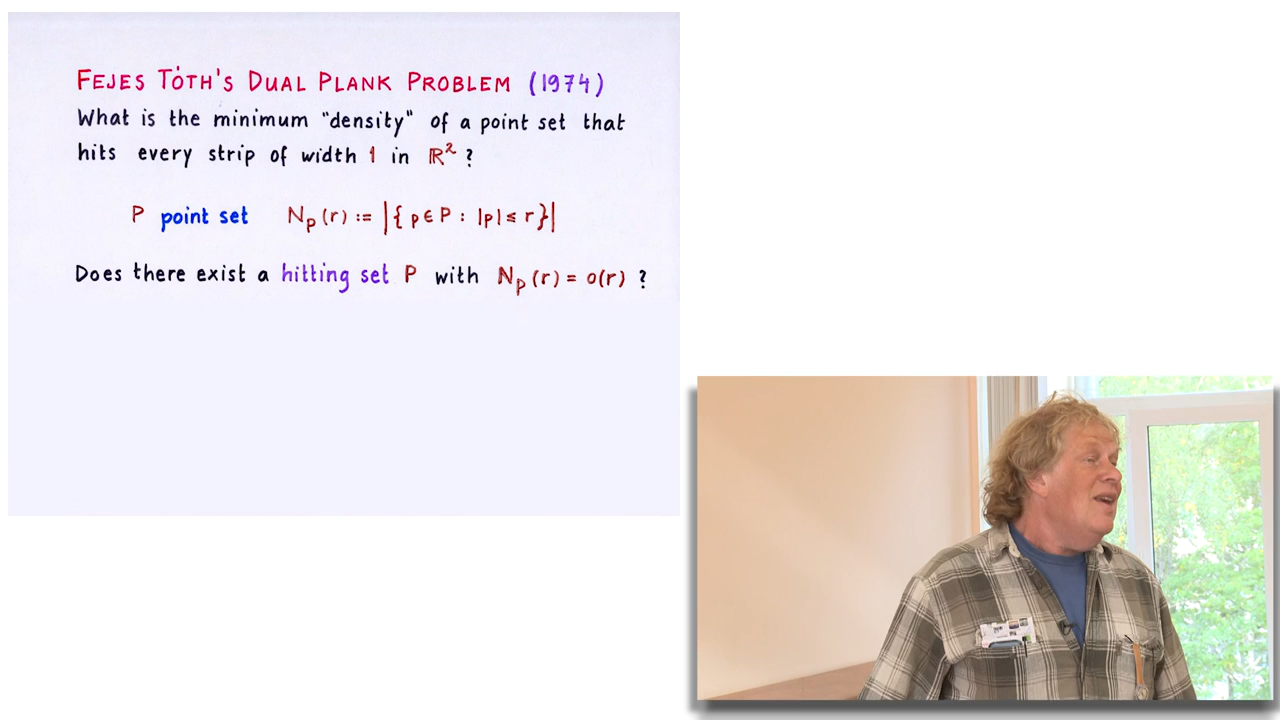 FEJES TÓTH'S DUAL PLANK PROBLEM (1974)
What is the minimum "density" of a point set that
hits every strip of width 1 in ℝ² ?
P point set N_P(r) := |{ p ∈ P : |p| ≤ r }|
Does there exist a hitting set P with N_P(r) = o(r) ?